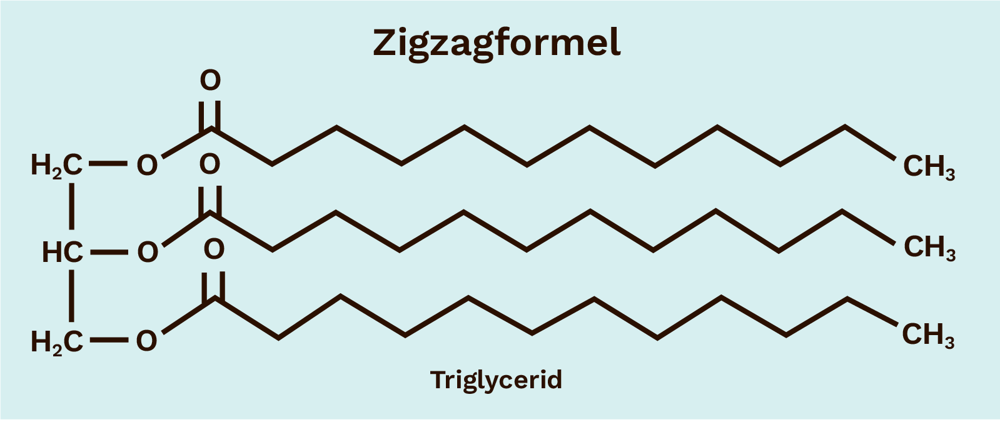 Zigzagformel
O
H₂C O CH₃
O
HC O CH₃
O
H₂C O CH₃
Triglycerid